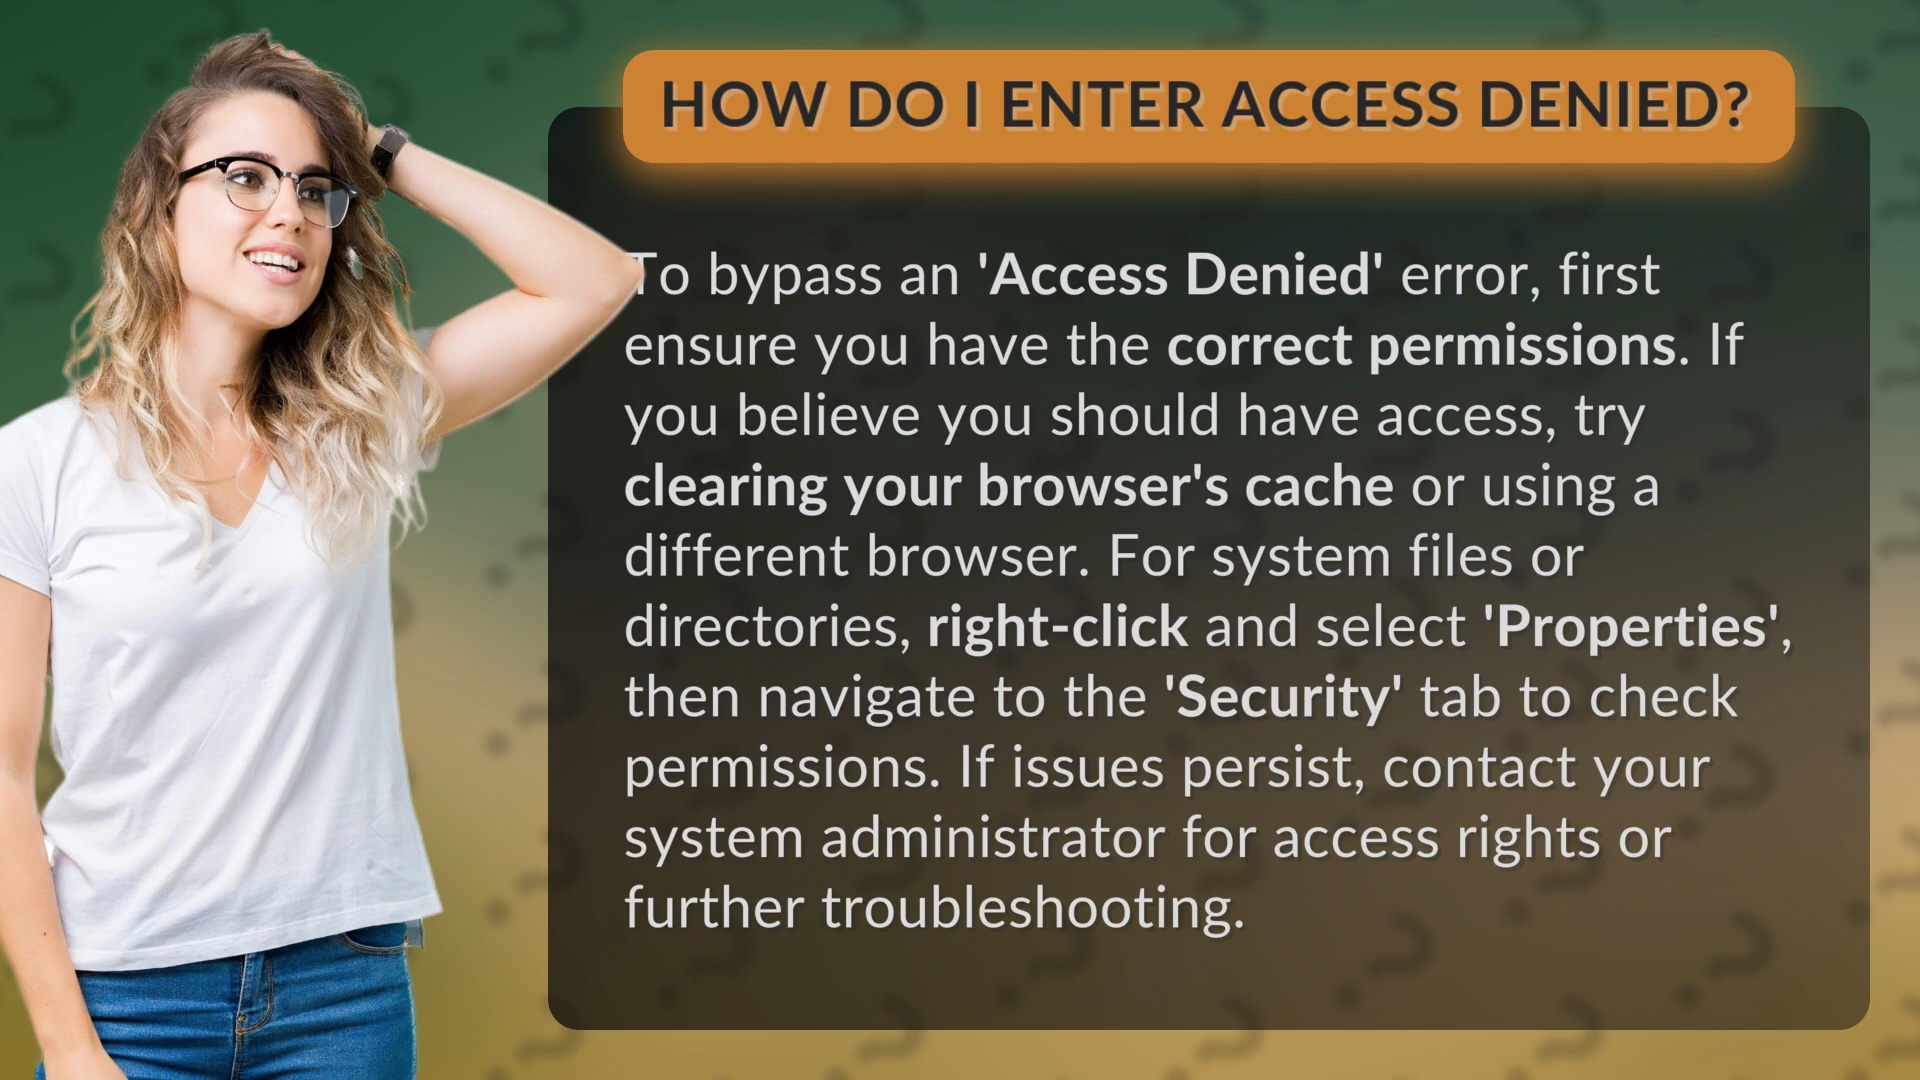 HOW DO I ENTER ACCESS DENIED?
To bypass an 'Access Denied' error, first
ensure you have the correct permissions. If
you believe you should have access, try
clearing your browser's cache or using a
different browser. For system files or
directories, right-click and select 'Properties',
then navigate to the 'Security' tab to check
permissions. If issues persist, contact your
system administrator for access rights or
further troubleshooting.